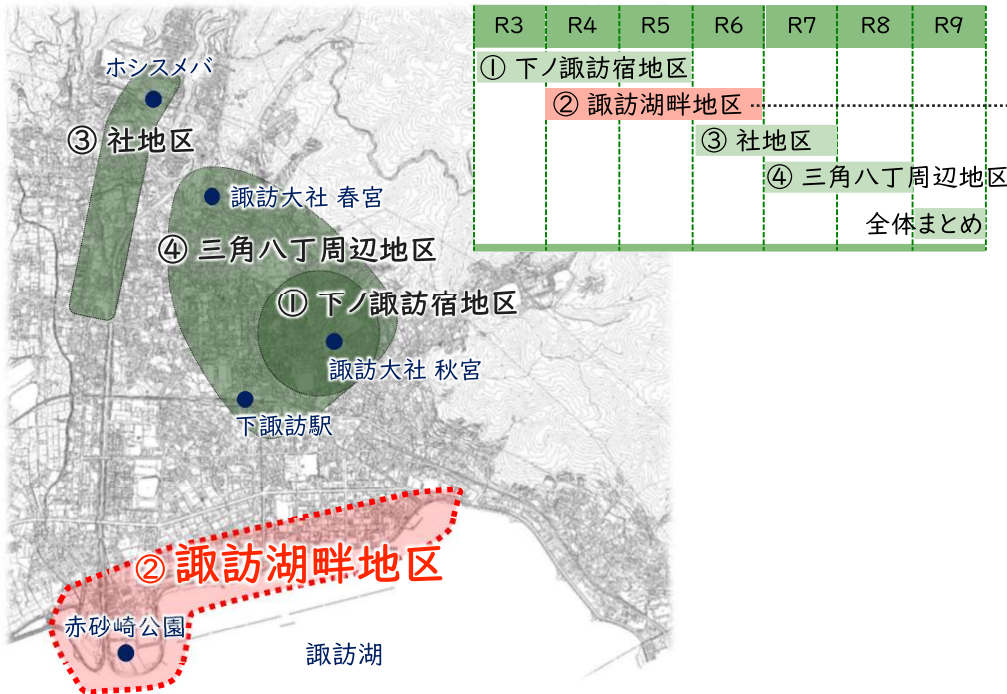 R3 R4 R5 R6 R7 R8 R9
① 下ノ諏訪宿地区
② 諏訪湖畔地区
③ 社地区
④ 三角八丁周辺地区
全体まとめ
ホシスメバ
③ 社地区
諏訪大社 春宮
④ 三角八丁周辺地区
① 下ノ諏訪宿地区
諏訪大社 秋宮
下諏訪駅
② 諏訪湖畔地区
赤砂崎公園
諏訪湖